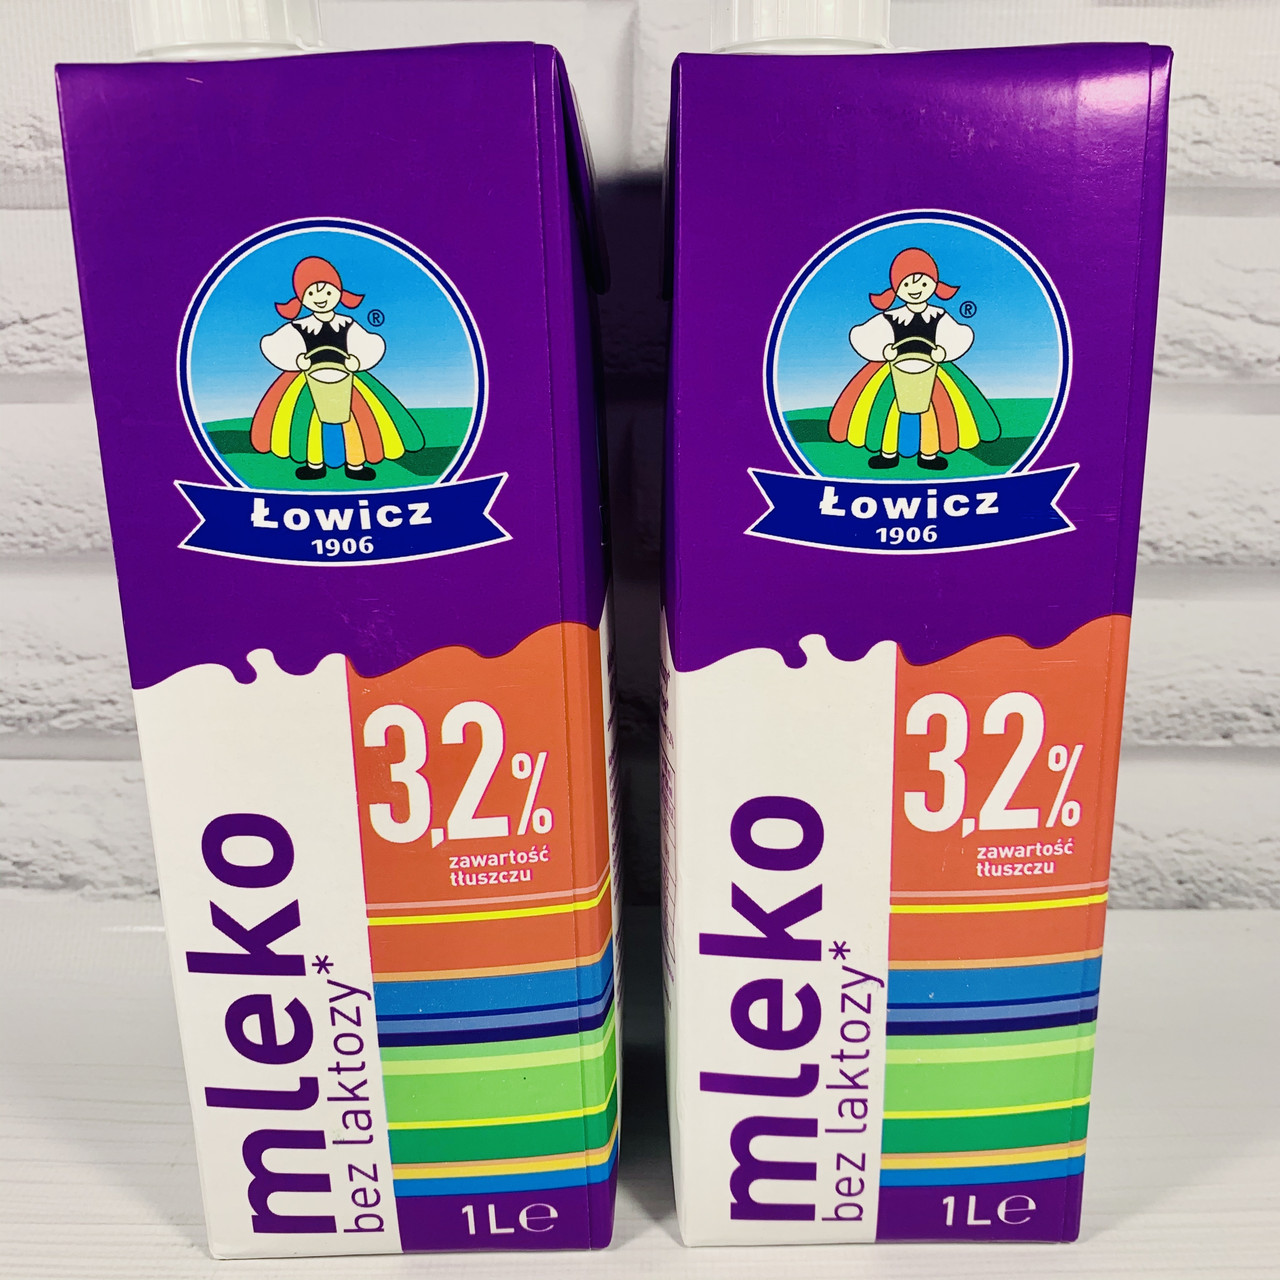 ®
Łowicz
1906
3,2%
zawartość
tłuszczu
mleko
bez laktozy*
1L℮
®
Łowicz
1906
3,2%
zawartość
tłuszczu
mleko
bez laktozy*
1L℮